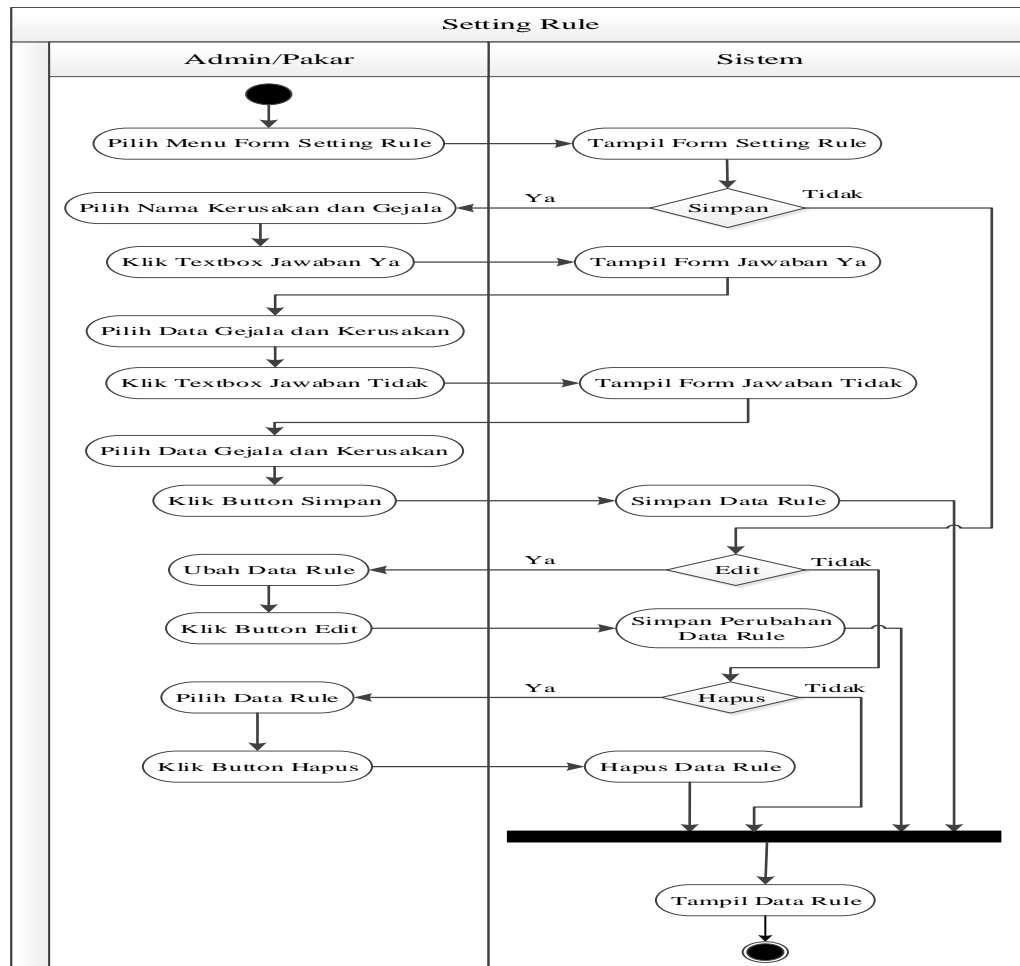 Setting Rule
Admin/Pakar
Sistem
Pilih Menu Form Setting Rule
Tampil Form Setting Rule
Ya
Simpan
Tidak
Pilih Nama Kerusakan dan Gejala
Klik Textbox Jawaban Ya
Tampil Form Jawaban Ya
Pilih Data Gejala dan Kerusakan
Klik Textbox Jawaban Tidak
Tampil Form Jawaban Tidak
Pilih Data Gejala dan Kerusakan
Klik Button Simpan
Simpan Data Rule
Ubah Data Rule
Ya
Edit
Tidak
Klik Button Edit
Simpan Perubahan
Data Rule
Pilih Data Rule
Ya
Hapus
Tidak
Klik Button Hapus
Hapus Data Rule
Tampil Data Rule